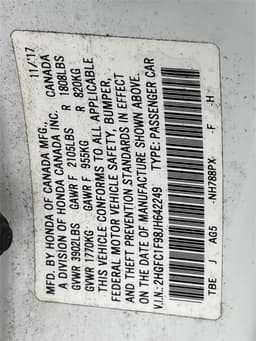 MFD. BY HONDA OF CANADA MFG. 11/17
A DIVISION OF HONDA CANADA INC. CANADA
GVWR 3902LBS GAWR F 2105LBS R 1808LBS
GVWR 1770KG GAWR F 955KG R 820KG
THIS VEHICLE CONFORMS TO ALL APPLICABLE
FEDERAL MOTOR VEHICLE SAFETY, BUMPER,
AND THEFT PREVENTION STANDARDS IN EFFECT
ON THE DATE OF MANUFACTURE SHOWN ABOVE.
V.I.N.: 2HGFC1F98JH642249 TYPE: PASSENGER CAR
TBE J AG5 NH788PX- F -H